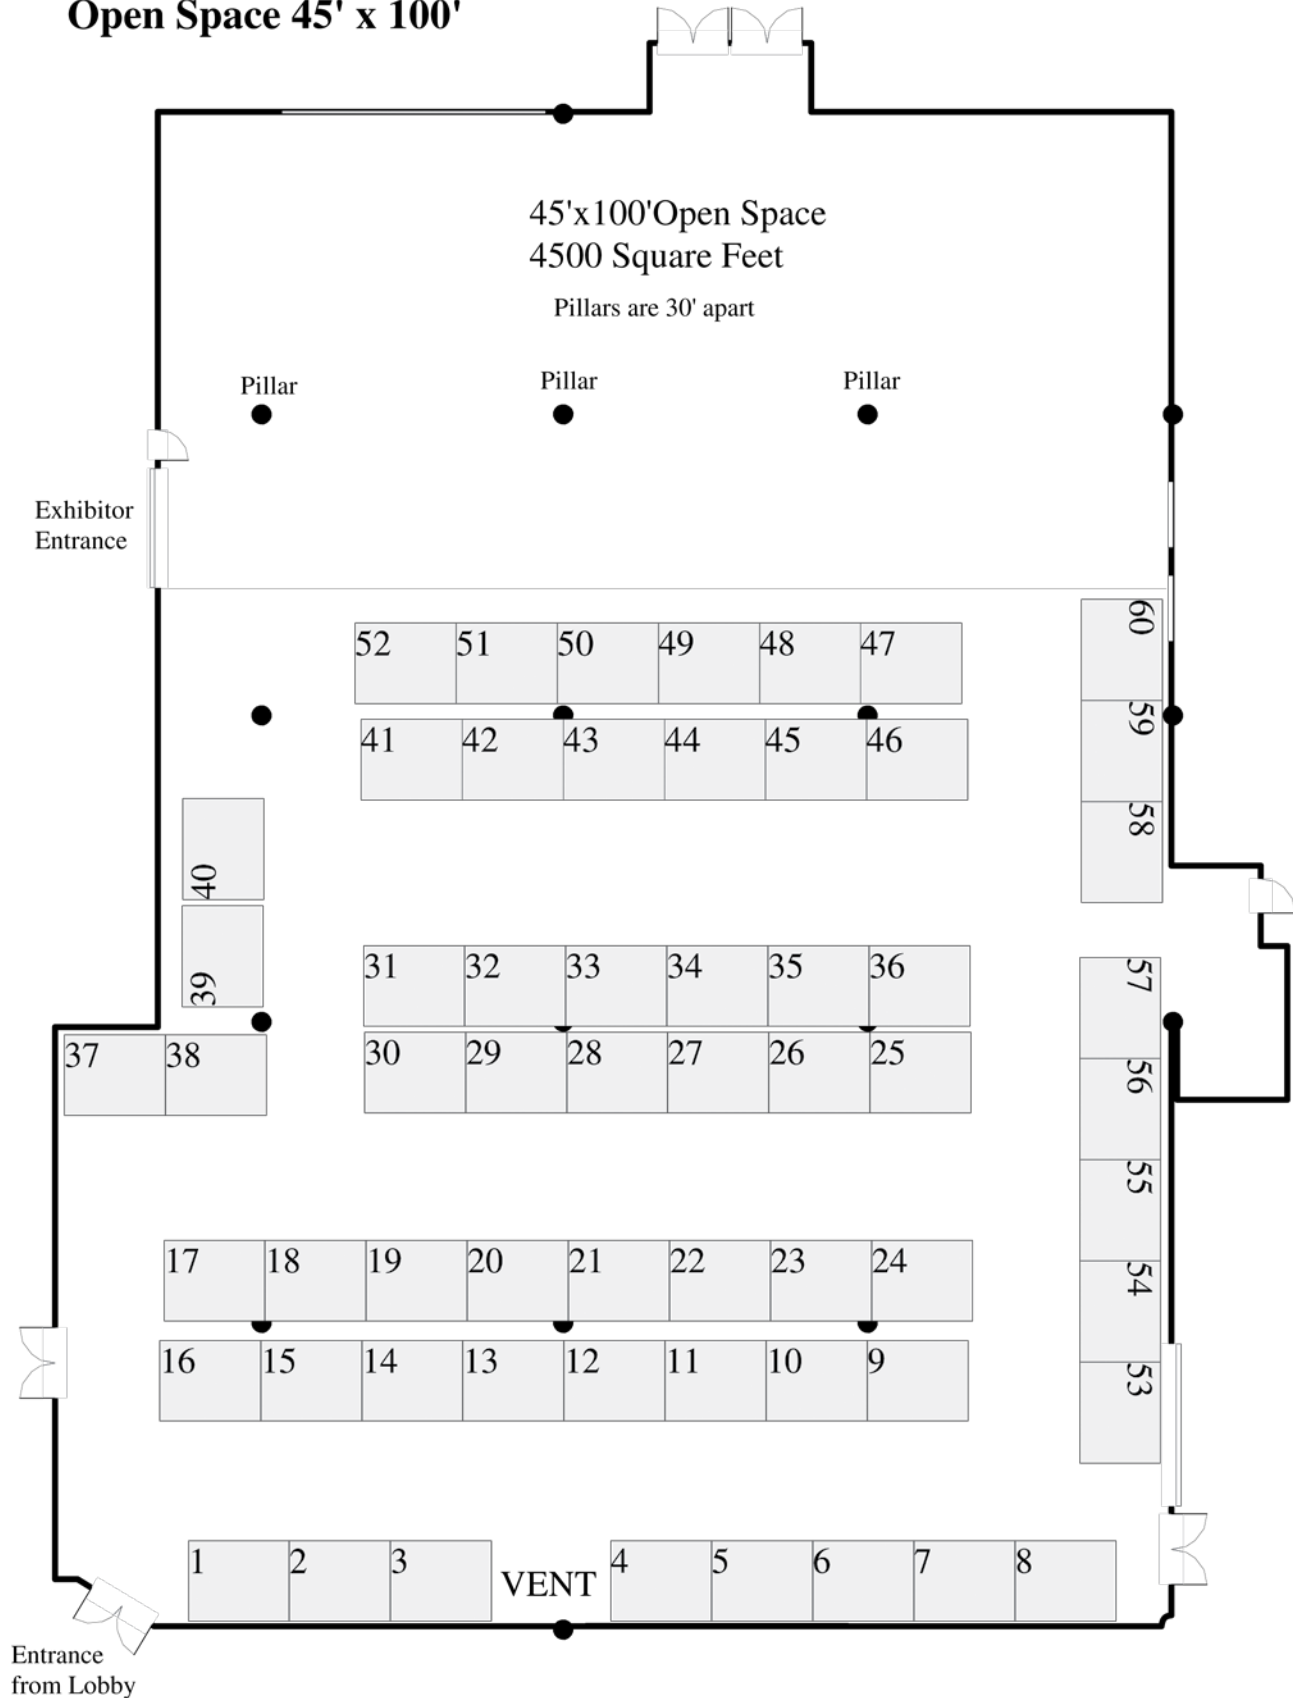 Open Space 45' x 100'
45'x100'Open Space
4500 Square Feet
Pillars are 30' apart
Pillar
Pillar
Pillar
Exhibitor
Entrance
52 51 50 49 48 47
60
41 42 43 44 45 46
59
58
40
39
31 32 33 34 35 36
57
37 38
30 29 28 27 26 25
56
55
17 18 19 20 21 22 23 24
54
16 15 14 13 12 11 10 9
53
1 2 3 VENT 4 5 6 7 8
Entrance
from Lobby